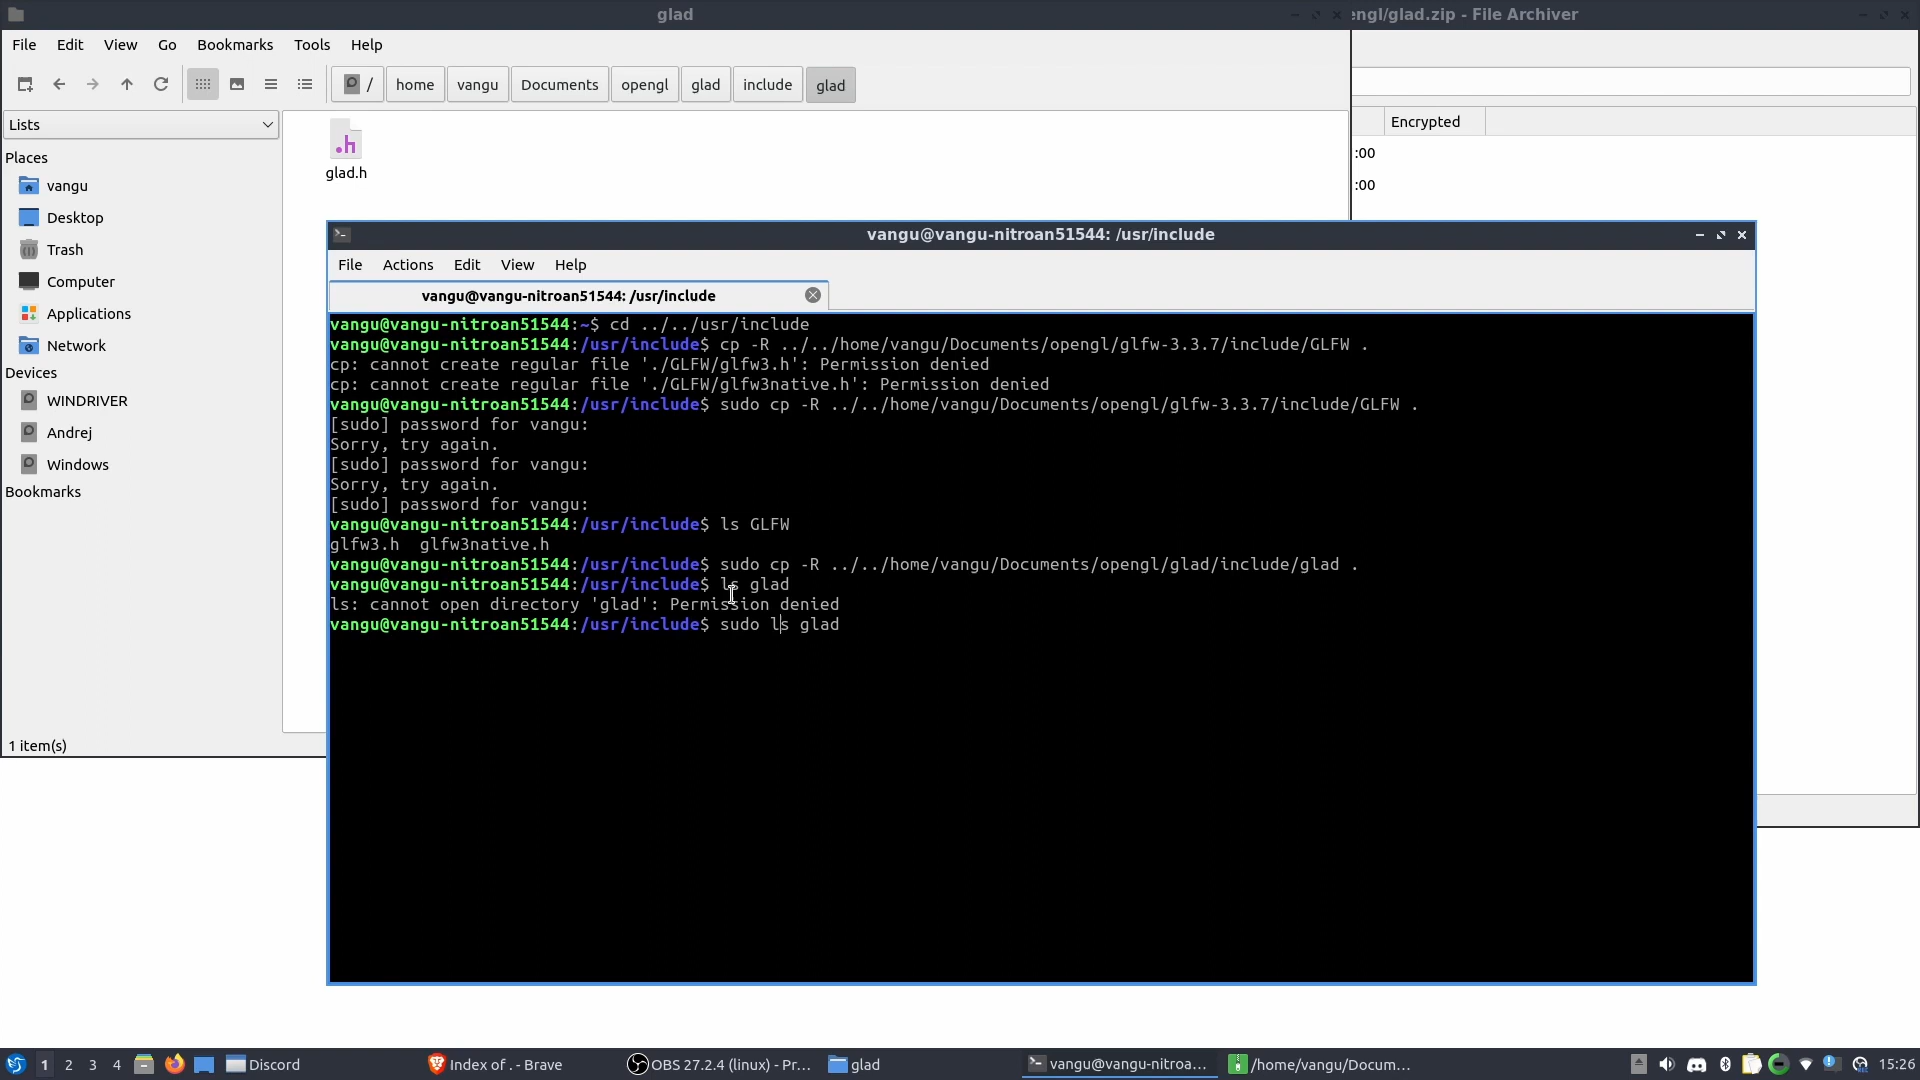 glad
engl/glad.zip - File Archiver
File Edit View Go Bookmarks Tools Help
/ home vangu Documents opengl glad include glad
Lists
Places
vangu
Desktop
Trash
Computer
Applications
Network
Devices
WINDRIVER
Andrej
Windows
Bookmarks
1 item(s)
.h
glad.h
Encrypted
:00
:00
vangu@vangu-nitroan51544: /usr/include
File Actions Edit View Help
vangu@vangu-nitroan51544: /usr/include
vangu@vangu-nitroan51544:~$ cd ../../usr/include
vangu@vangu-nitroan51544:/usr/include$ cp -R ../../home/vangu/Documents/opengl/glfw-3.3.7/include/GLFW .
cp: cannot create regular file './GLFW/glfw3.h': Permission denied
cp: cannot create regular file './GLFW/glfw3native.h': Permission denied
vangu@vangu-nitroan51544:/usr/include$ sudo cp -R ../../home/vangu/Documents/opengl/glfw-3.3.7/include/GLFW .
[sudo] password for vangu:
Sorry, try again.
[sudo] password for vangu:
Sorry, try again.
[sudo] password for vangu:
vangu@vangu-nitroan51544:/usr/include$ ls GLFW
glfw3.h  glfw3native.h
vangu@vangu-nitroan51544:/usr/include$ sudo cp -R ../../home/vangu/Documents/opengl/glad/include/glad .
vangu@vangu-nitroan51544:/usr/include$ ls glad
ls: cannot open directory 'glad': Permission denied
vangu@vangu-nitroan51544:/usr/include$ sudo ls glad
1 2 3 4 Discord Index of . - Brave OBS 27.2.4 (linux) - Pr... glad vangu@vangu-nitroa... /home/vangu/Docum... 15:26